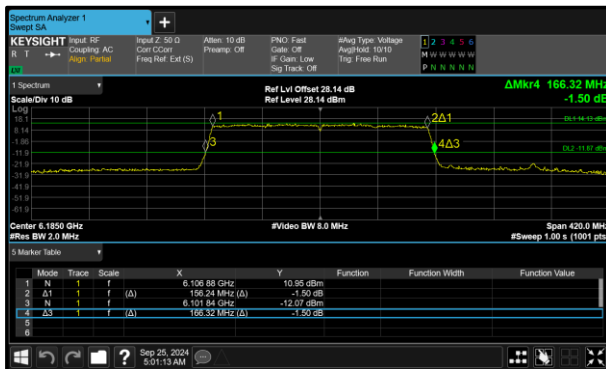 Spectrum Analyzer 1
Swept SA
KEYSIGHT Input: RF Input Z: 50 Ω Atten: 10 dB PNO: Fast #Avg Type: Voltage 1 2 3 4 5 6
R T Coupling: AC Corr CCorr Preamp: Off Gate: Off Avg|Hold: 10/10 M W W W W W
Align: Partial Freq Ref: Ext (S) IF Gain: Low Trig: Free Run P N N N N N
Sig Track: Off
1 Spectrum Ref Lvl Offset 28.14 dB ΔMkr4 166.32 MHz
Scale/Div 10 dB Ref Level 28.14 dBm -1.50 dB
Log
18.1 1 2Δ1 DL1 14.13 dBm
8.14
-1.86 3 4Δ3 DL2 -11.87 dBm
-11.9
-21.9
-31.9
-41.9
-51.9
-61.9
Center 6.1850 GHz #Video BW 8.0 MHz Span 420.0 MHz
#Res BW 2.0 MHz #Sweep 1.00 s (1001 pts)
5 Marker Table
Mode Trace Scale X Y Function Function Width Function Value
1 N 1 f 6.106 88 GHz 10.95 dBm
2 Δ1 1 f (Δ) 156.24 MHz (Δ) -1.50 dB
3 N 1 f 6.101 84 GHz -12.07 dBm
4 Δ3 1 f (Δ) 166.32 MHz (Δ) -1.50 dB
5
6
? Sep 25, 2024
5:01:13 AM